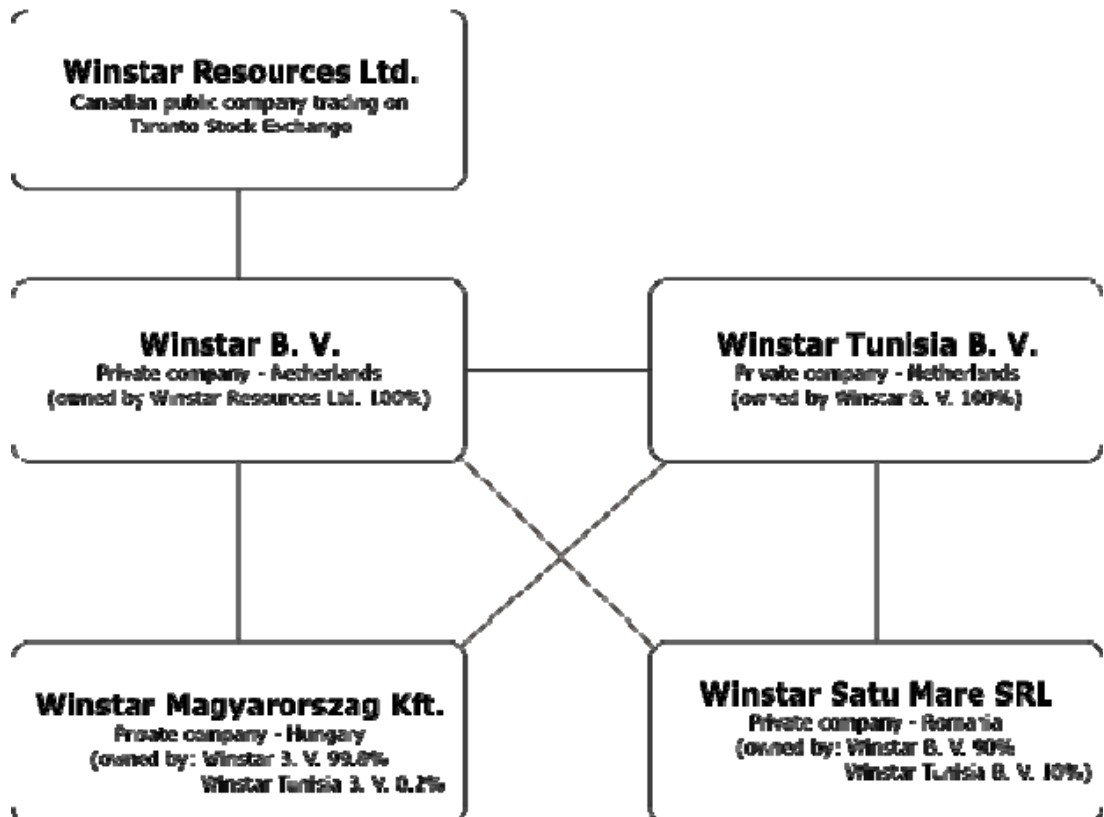 Winstar Resources Ltd.
Canadian public company trading on
Toronto Stock Exchange
Winstar B. V.
Private company - Netherlands
(owned by Winstar Resources Ltd. 100%)
Winstar Tunisia B. V.
Private company - Netherlands
(owned by Winstar B. V. 100%)
Winstar Magyarorszag Kft.
Private company - Hungary
(owned by: Winstar B. V. 99.8%
Winstar Tunisia B. V. 0.2%
Winstar Satu Mare SRL
Private company - Romania
(owned by: Winstar B. V. 90%
Winstar Tunisia B. V. 10%)